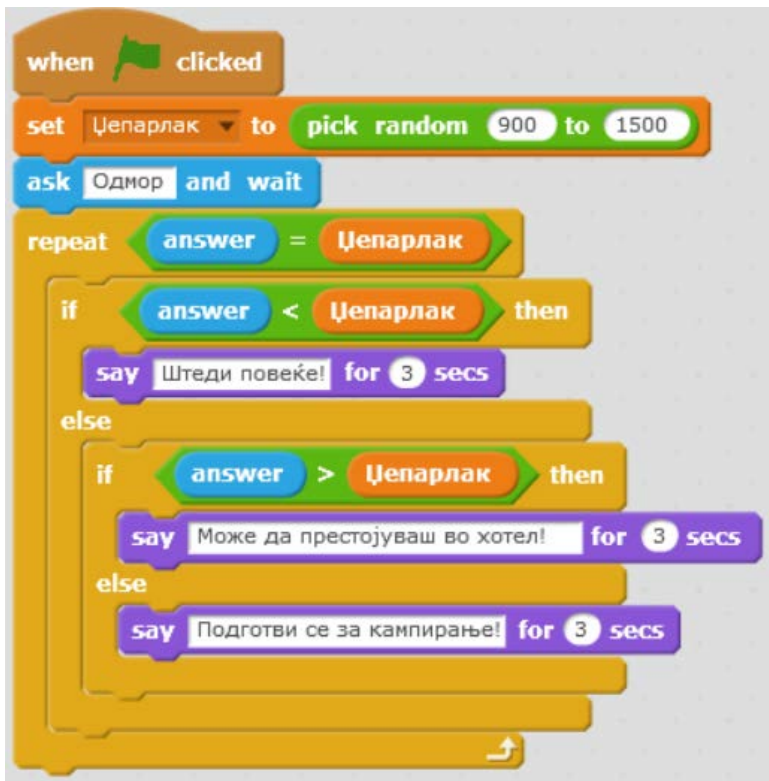 when clicked
set Џепарлак to pick random 900 to 1500
ask Одмор and wait
repeat answer = Џепарлак
if answer < Џепарлак then
say Штеди повеќе! for 3 secs
else
if answer > Џепарлак then
say Може да престојуваш во хотел! for 3 secs
else
say Подготви се за кампирање! for 3 secs